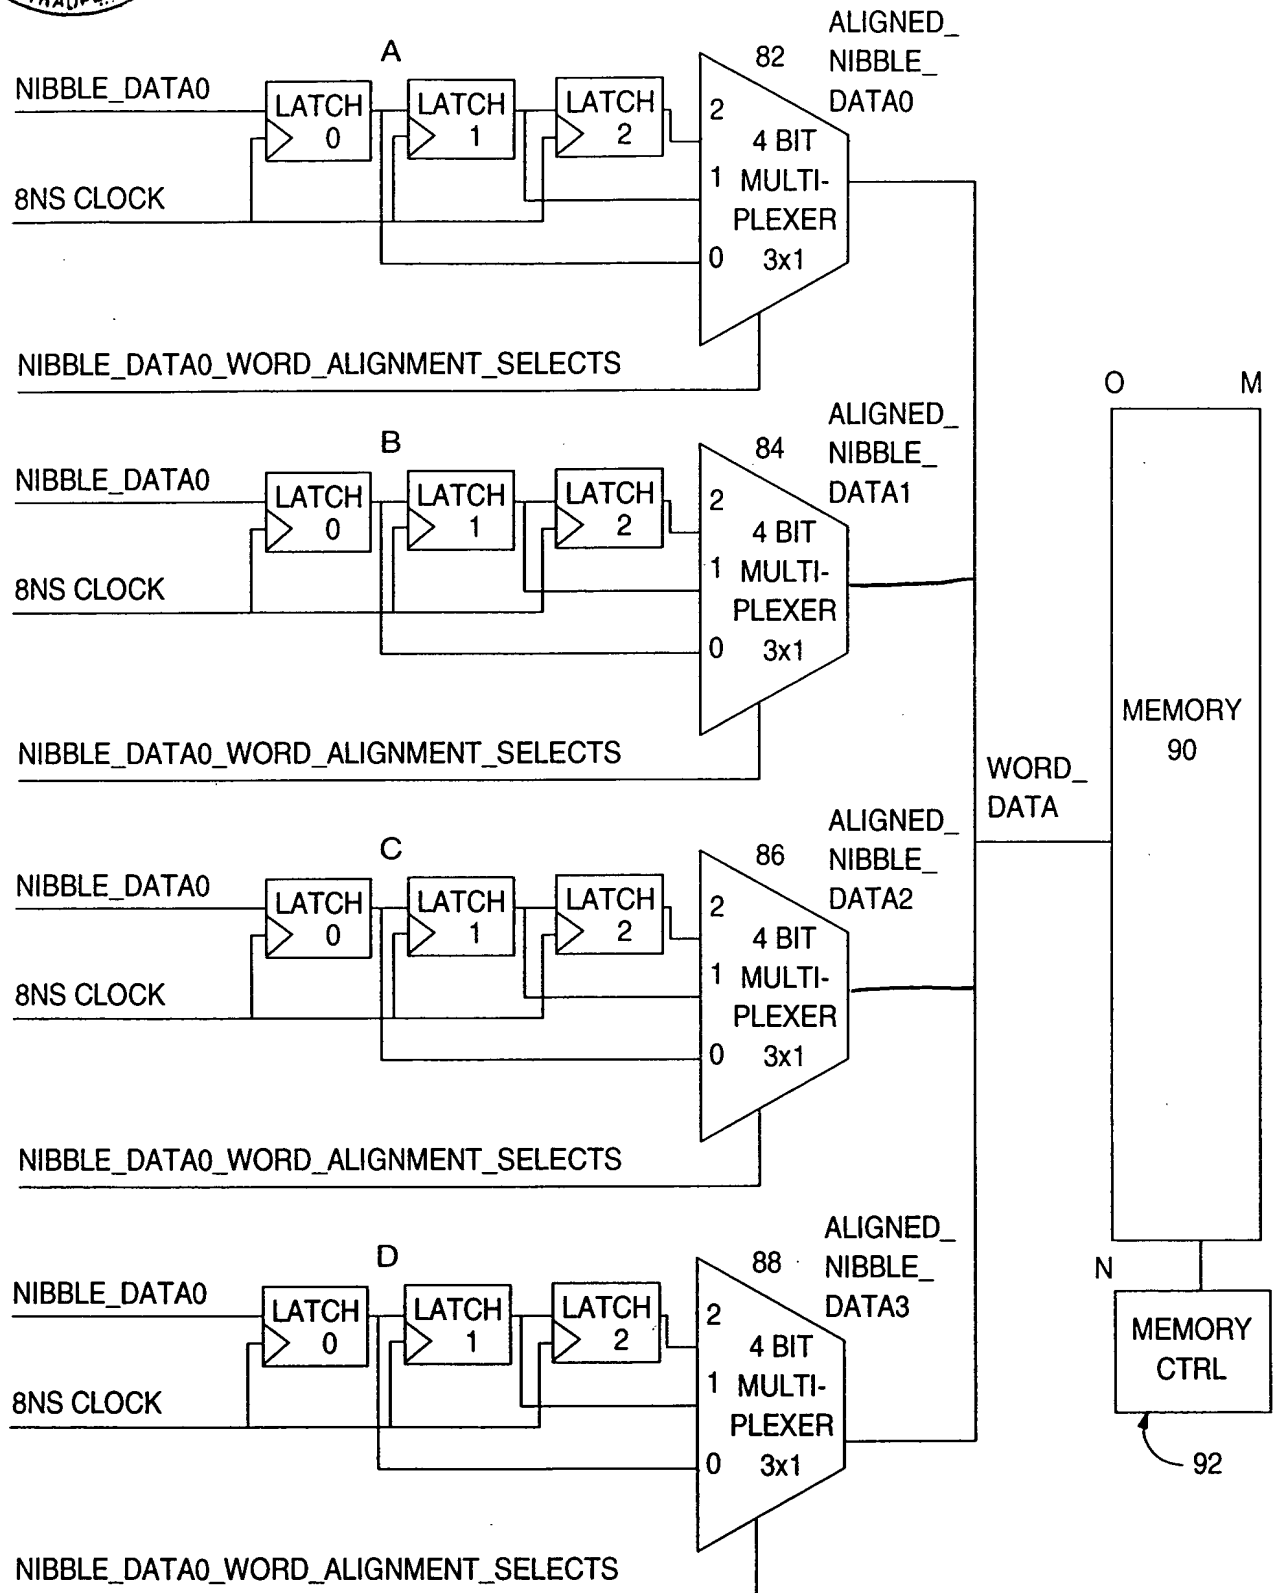 A
NIBBLE_DATA0
LATCH
0
LATCH
1
LATCH
2
8NS CLOCK
82
2
1
0
4 BIT
MULTI-
PLEXER
3x1
ALIGNED_
NIBBLE_
DATA0
NIBBLE_DATA0_WORD_ALIGNMENT_SELECTS
B
NIBBLE_DATA0
LATCH
0
LATCH
1
LATCH
2
8NS CLOCK
84
2
1
0
4 BIT
MULTI-
PLEXER
3x1
ALIGNED_
NIBBLE_
DATA1
NIBBLE_DATA0_WORD_ALIGNMENT_SELECTS
C
NIBBLE_DATA0
LATCH
0
LATCH
1
LATCH
2
8NS CLOCK
86
2
1
0
4 BIT
MULTI-
PLEXER
3x1
ALIGNED_
NIBBLE_
DATA2
NIBBLE_DATA0_WORD_ALIGNMENT_SELECTS
D
NIBBLE_DATA0
LATCH
0
LATCH
1
LATCH
2
8NS CLOCK
88
2
1
0
4 BIT
MULTI-
PLEXER
3x1
ALIGNED_
NIBBLE_
DATA3
NIBBLE_DATA0_WORD_ALIGNMENT_SELECTS
WORD_
DATA
O
M
MEMORY
90
N
MEMORY
CTRL
92